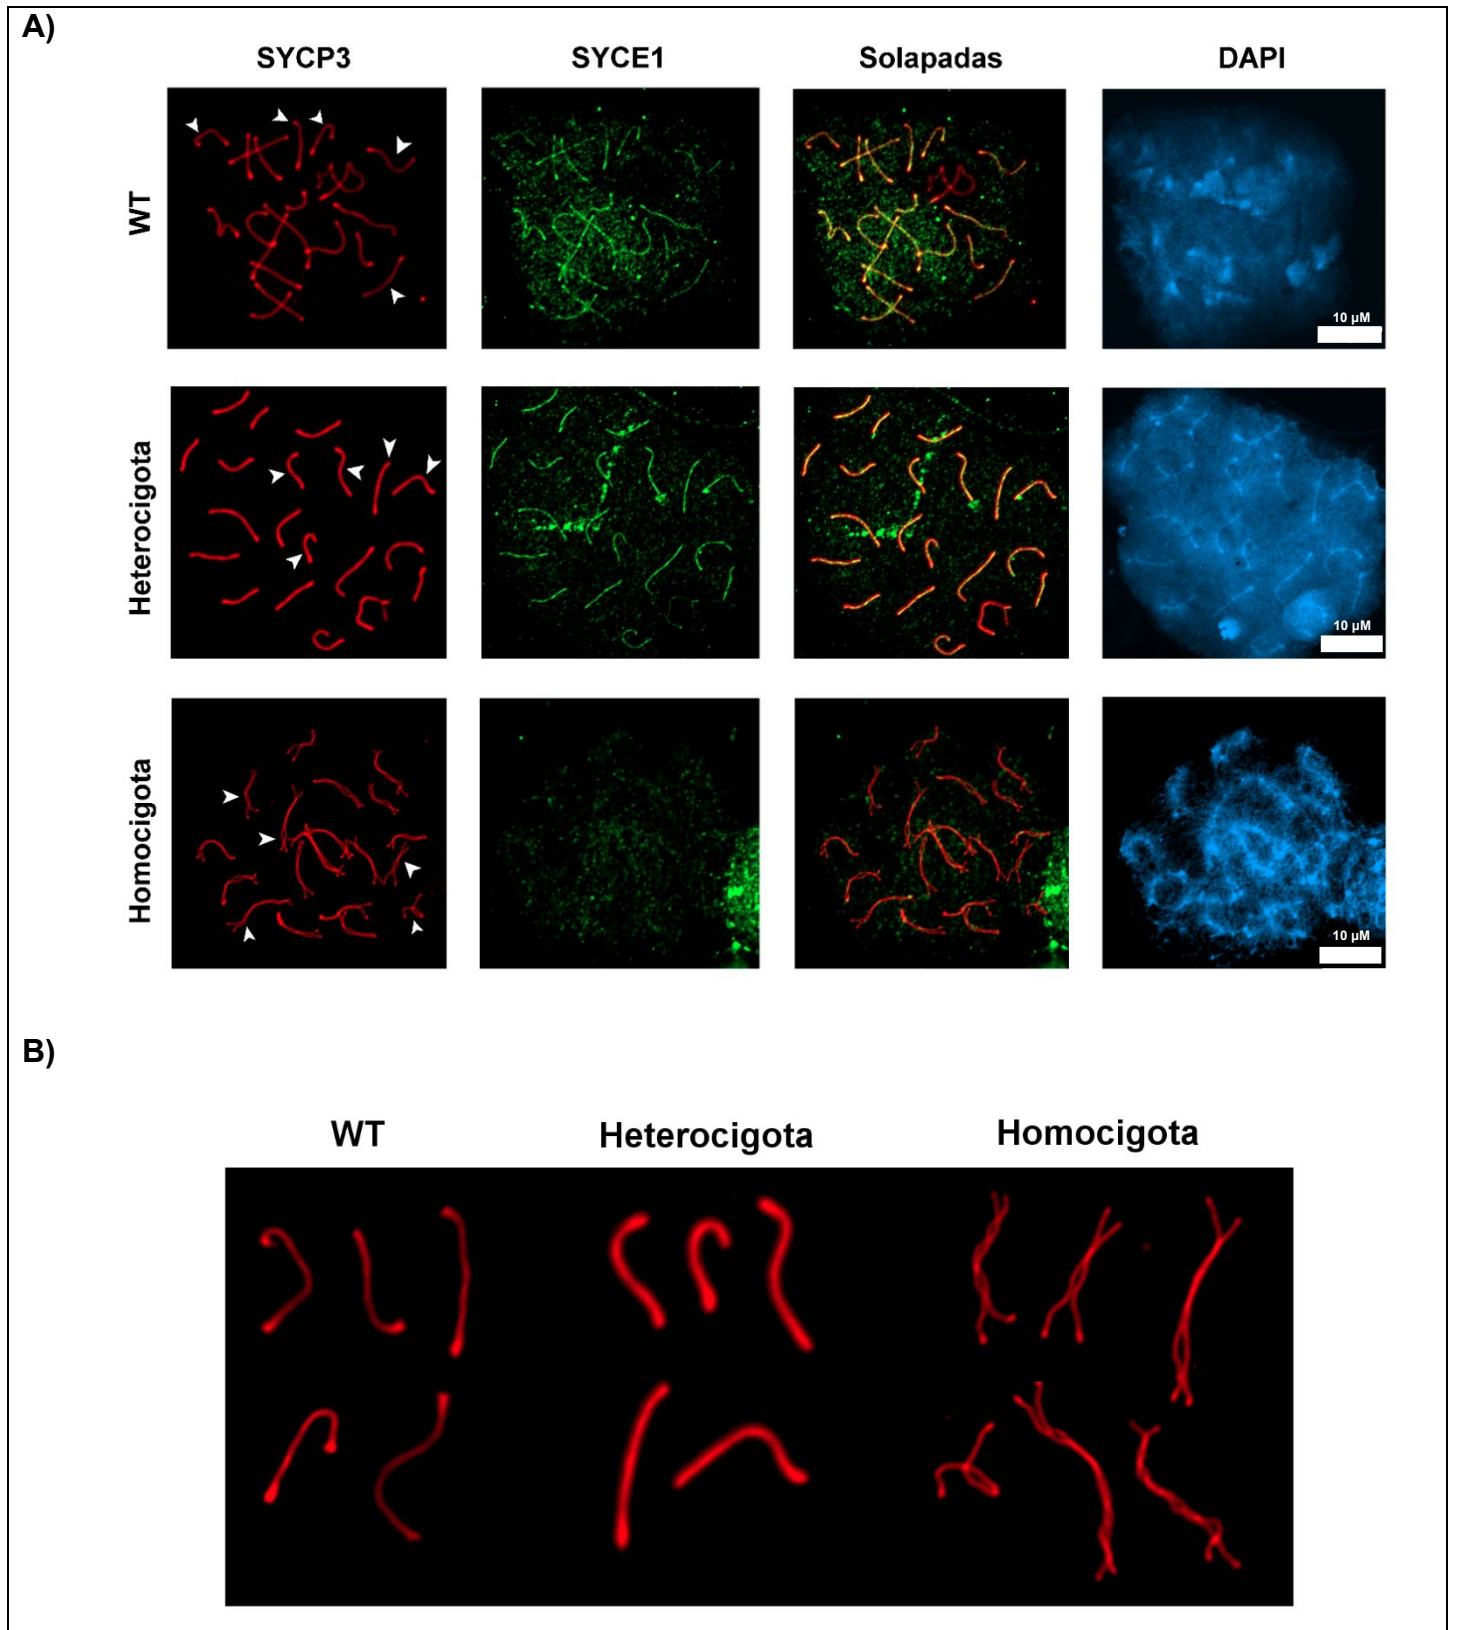 A)
SYCP3 SYCE1 Solapadas DAPI
WT
10 µM
Heterocigota
10 µM
Homocigota
10 µM
B)
WT Heterocigota Homocigota